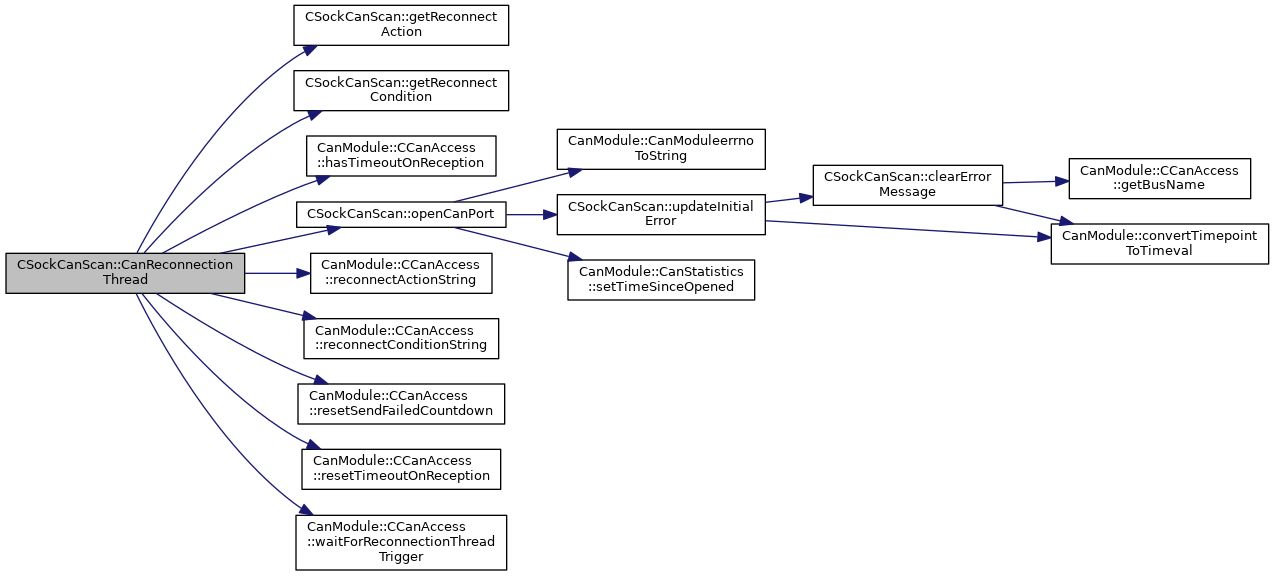 CSockCanScan::CanReconnection
Thread
CSockCanScan::getReconnect
Action
CSockCanScan::getReconnect
Condition
CanModule::CCanAccess
::hasTimeoutOnReception
CSockCanScan::openCanPort
CanModule::CCanAccess
::reconnectActionString
CanModule::CCanAccess
::reconnectConditionString
CanModule::CCanAccess
::resetSendFailedCountdown
CanModule::CCanAccess
::resetTimeoutOnReception
CanModule::CCanAccess
::waitForReconnectionThread
Trigger
CanModule::CanModuleerrno
ToString
CSockCanScan::updateInitial
Error
CanModule::CanStatistics
::setTimeSinceOpened
CSockCanScan::clearError
Message
CanModule::CCanAccess
::getBusName
CanModule::convertTimepoint
ToTimeval